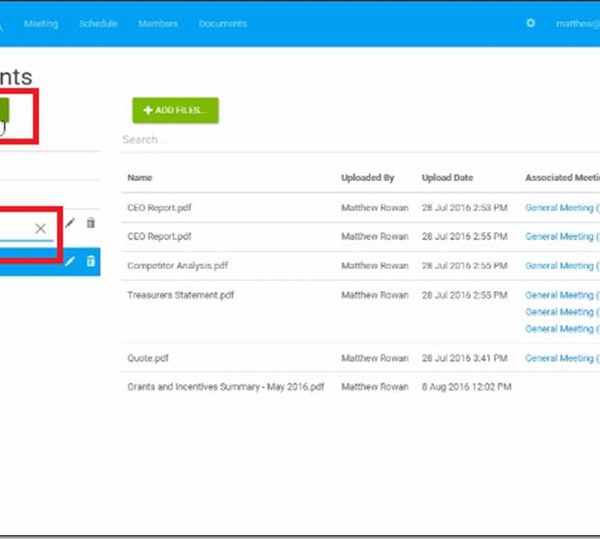 Meeting Schedule Members Documents matthew@
nts
+ ADD FILES...
Search...
Name Uploaded By Upload Date Associated Meeti
CEO Report.pdf Matthew Rowan 28 Jul 2016 2:53 PM General Meeting (
CEO Report.pdf Matthew Rowan 28 Jul 2016 2:55 PM General Meeting (
Competitor Analysis.pdf Matthew Rowan 28 Jul 2016 2:55 PM General Meeting (
Treasurers Statement.pdf Matthew Rowan 28 Jul 2016 2:55 PM General Meeting (
General Meeting (
General Meeting (
Quote.pdf Matthew Rowan 28 Jul 2016 3:41 PM General Meeting (
Grants and Incentives Summary - May 2016.pdf Matthew Rowan 8 Aug 2016 12:02 PM